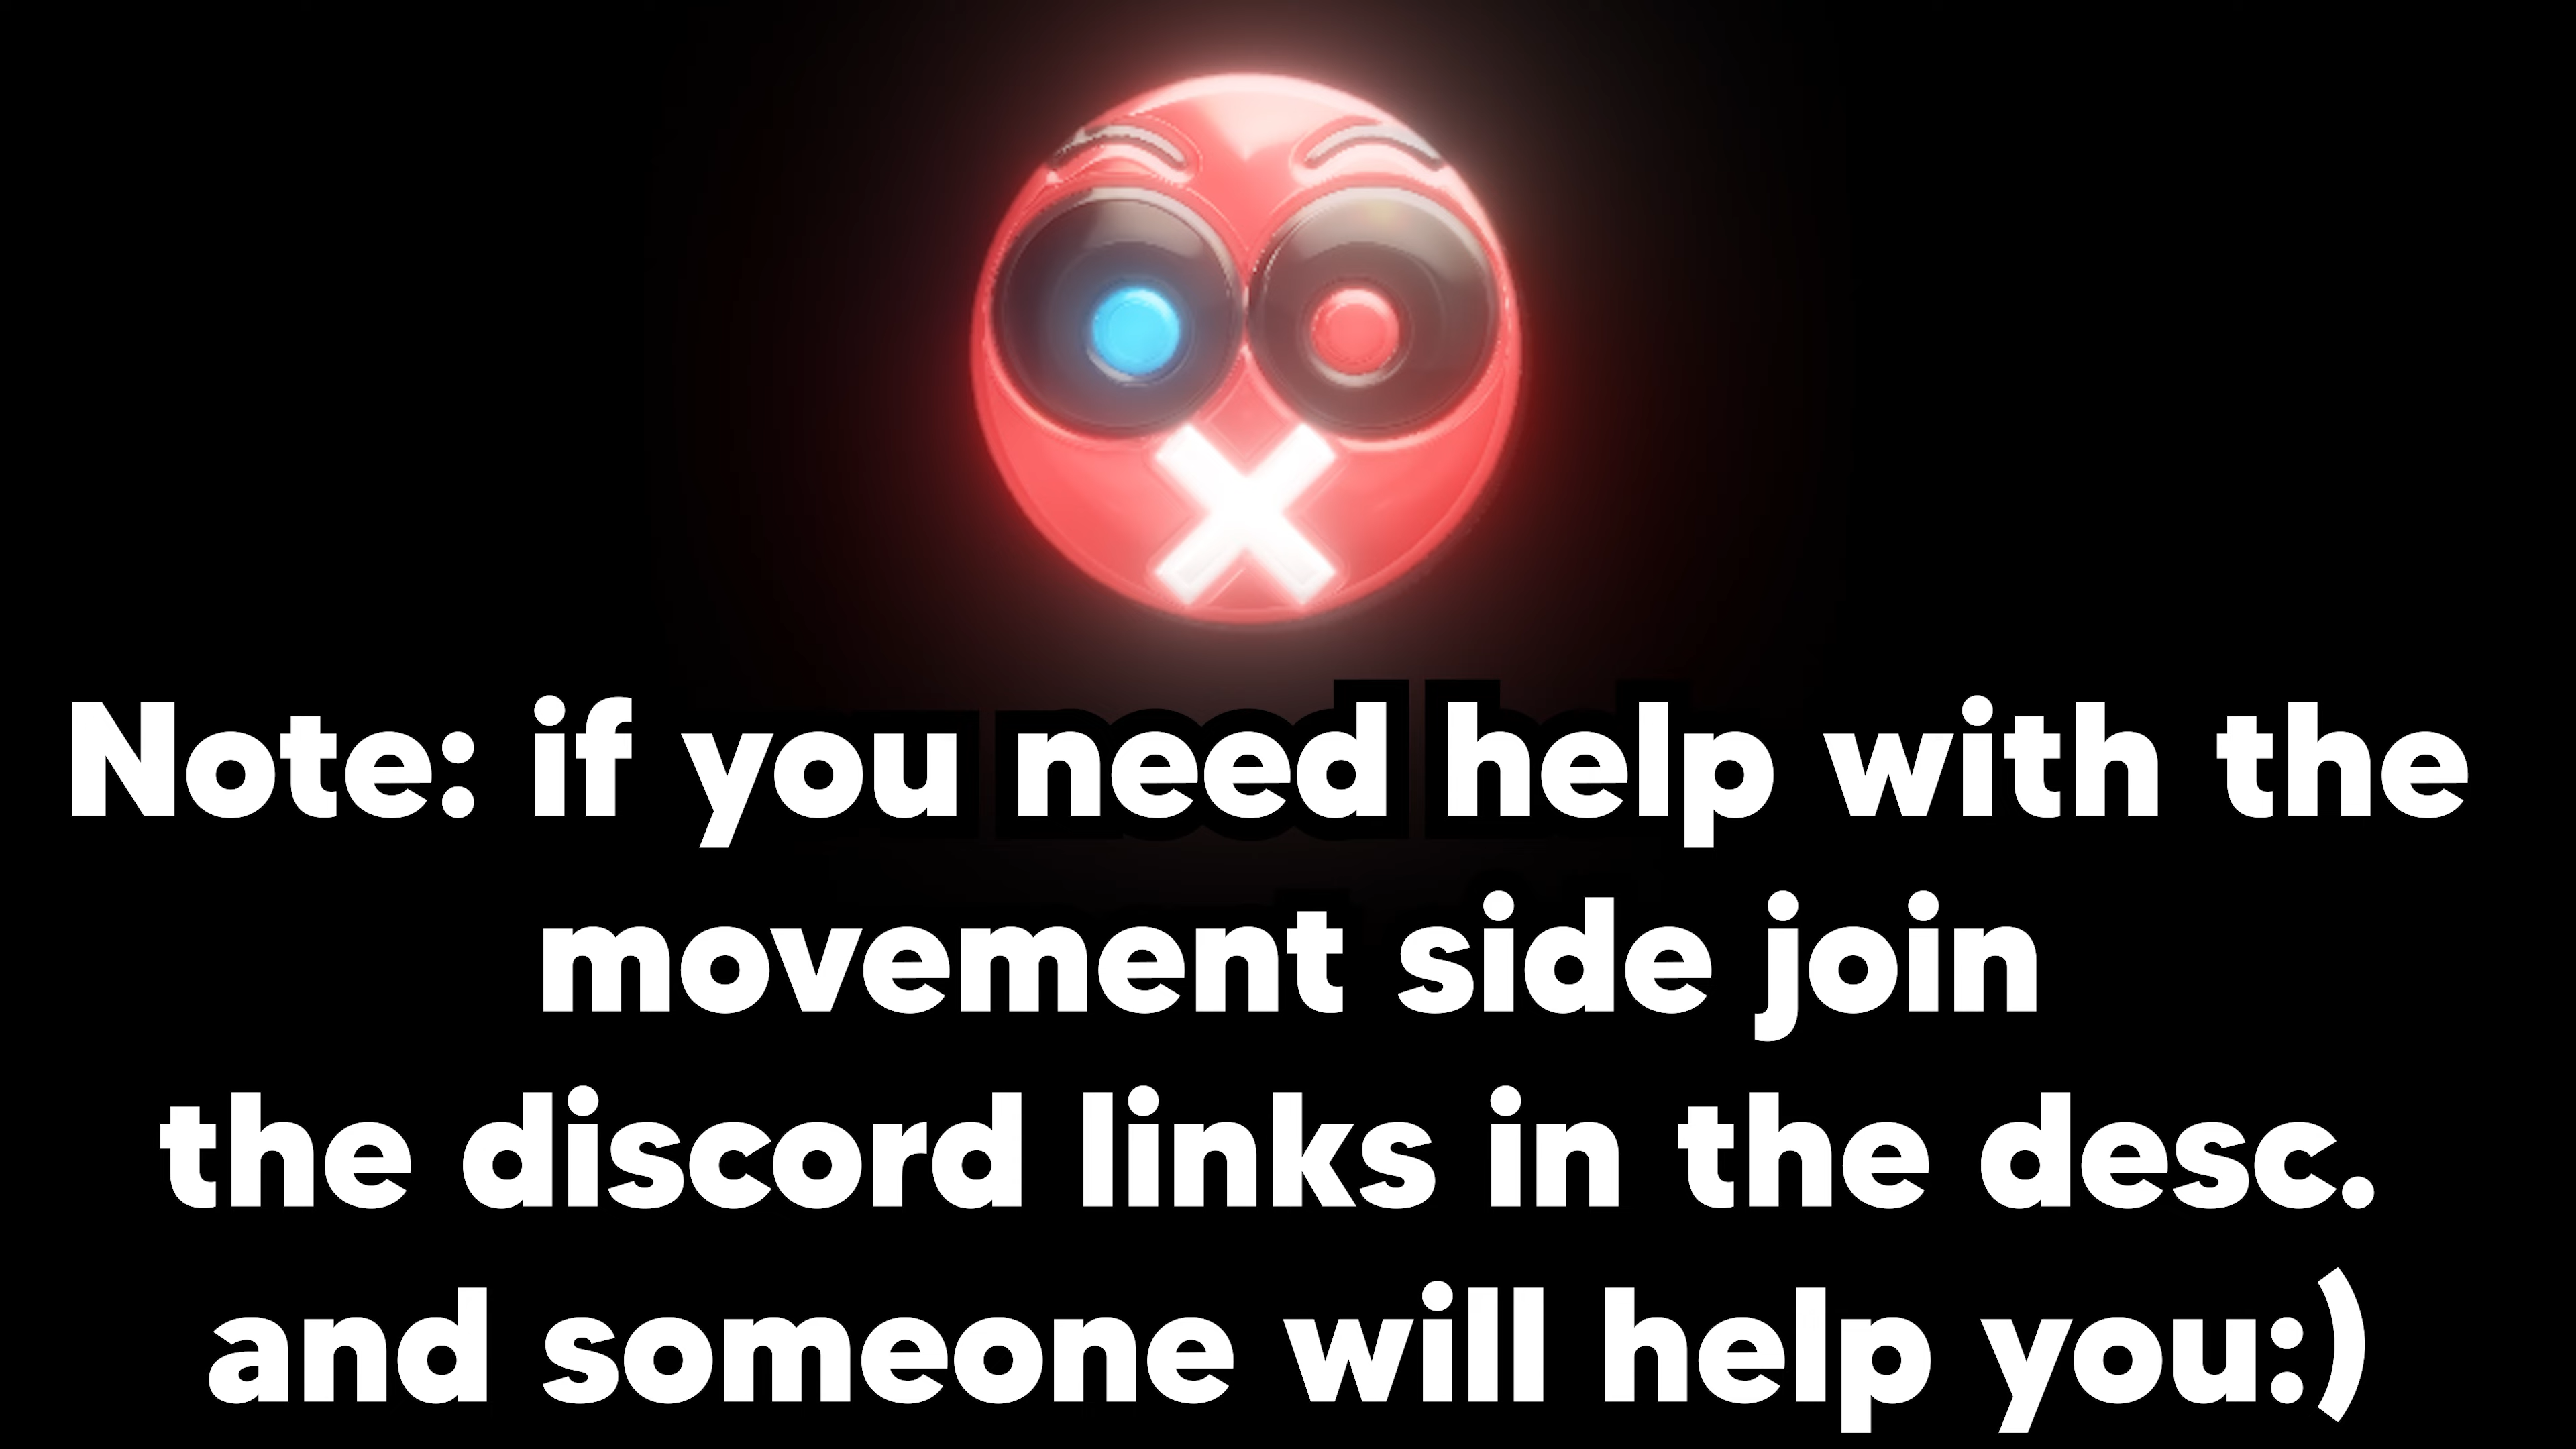 Note: if you need help with the
movement side join
the discord links in the desc.
and someone will help you:)